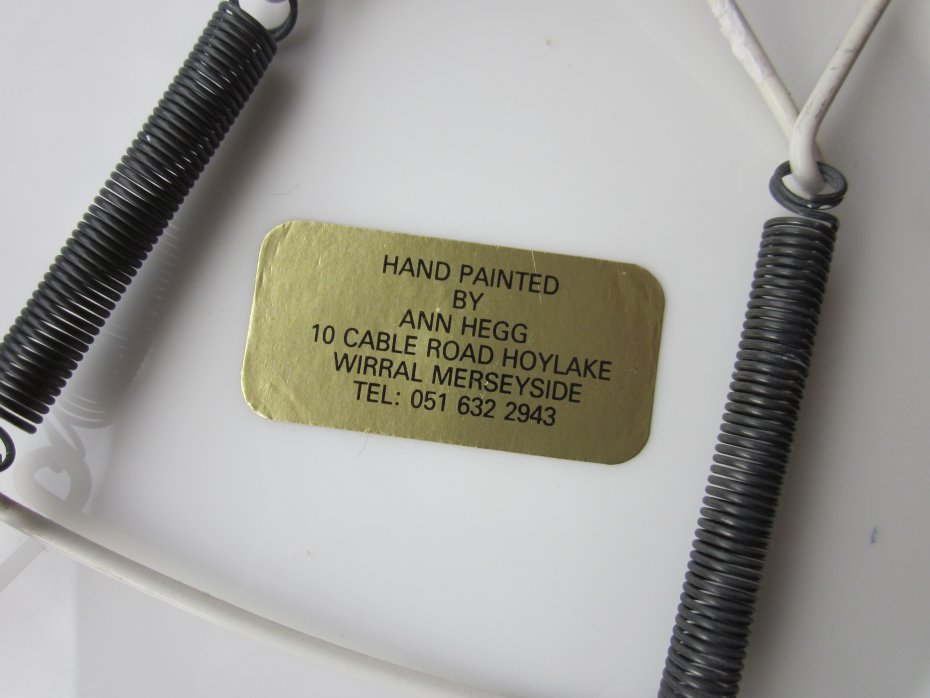 HAND PAINTED
BY
ANN HEGG
10 CABLE ROAD HOYLAKE
WIRRAL MERSEYSIDE
TEL: 051 632 2943